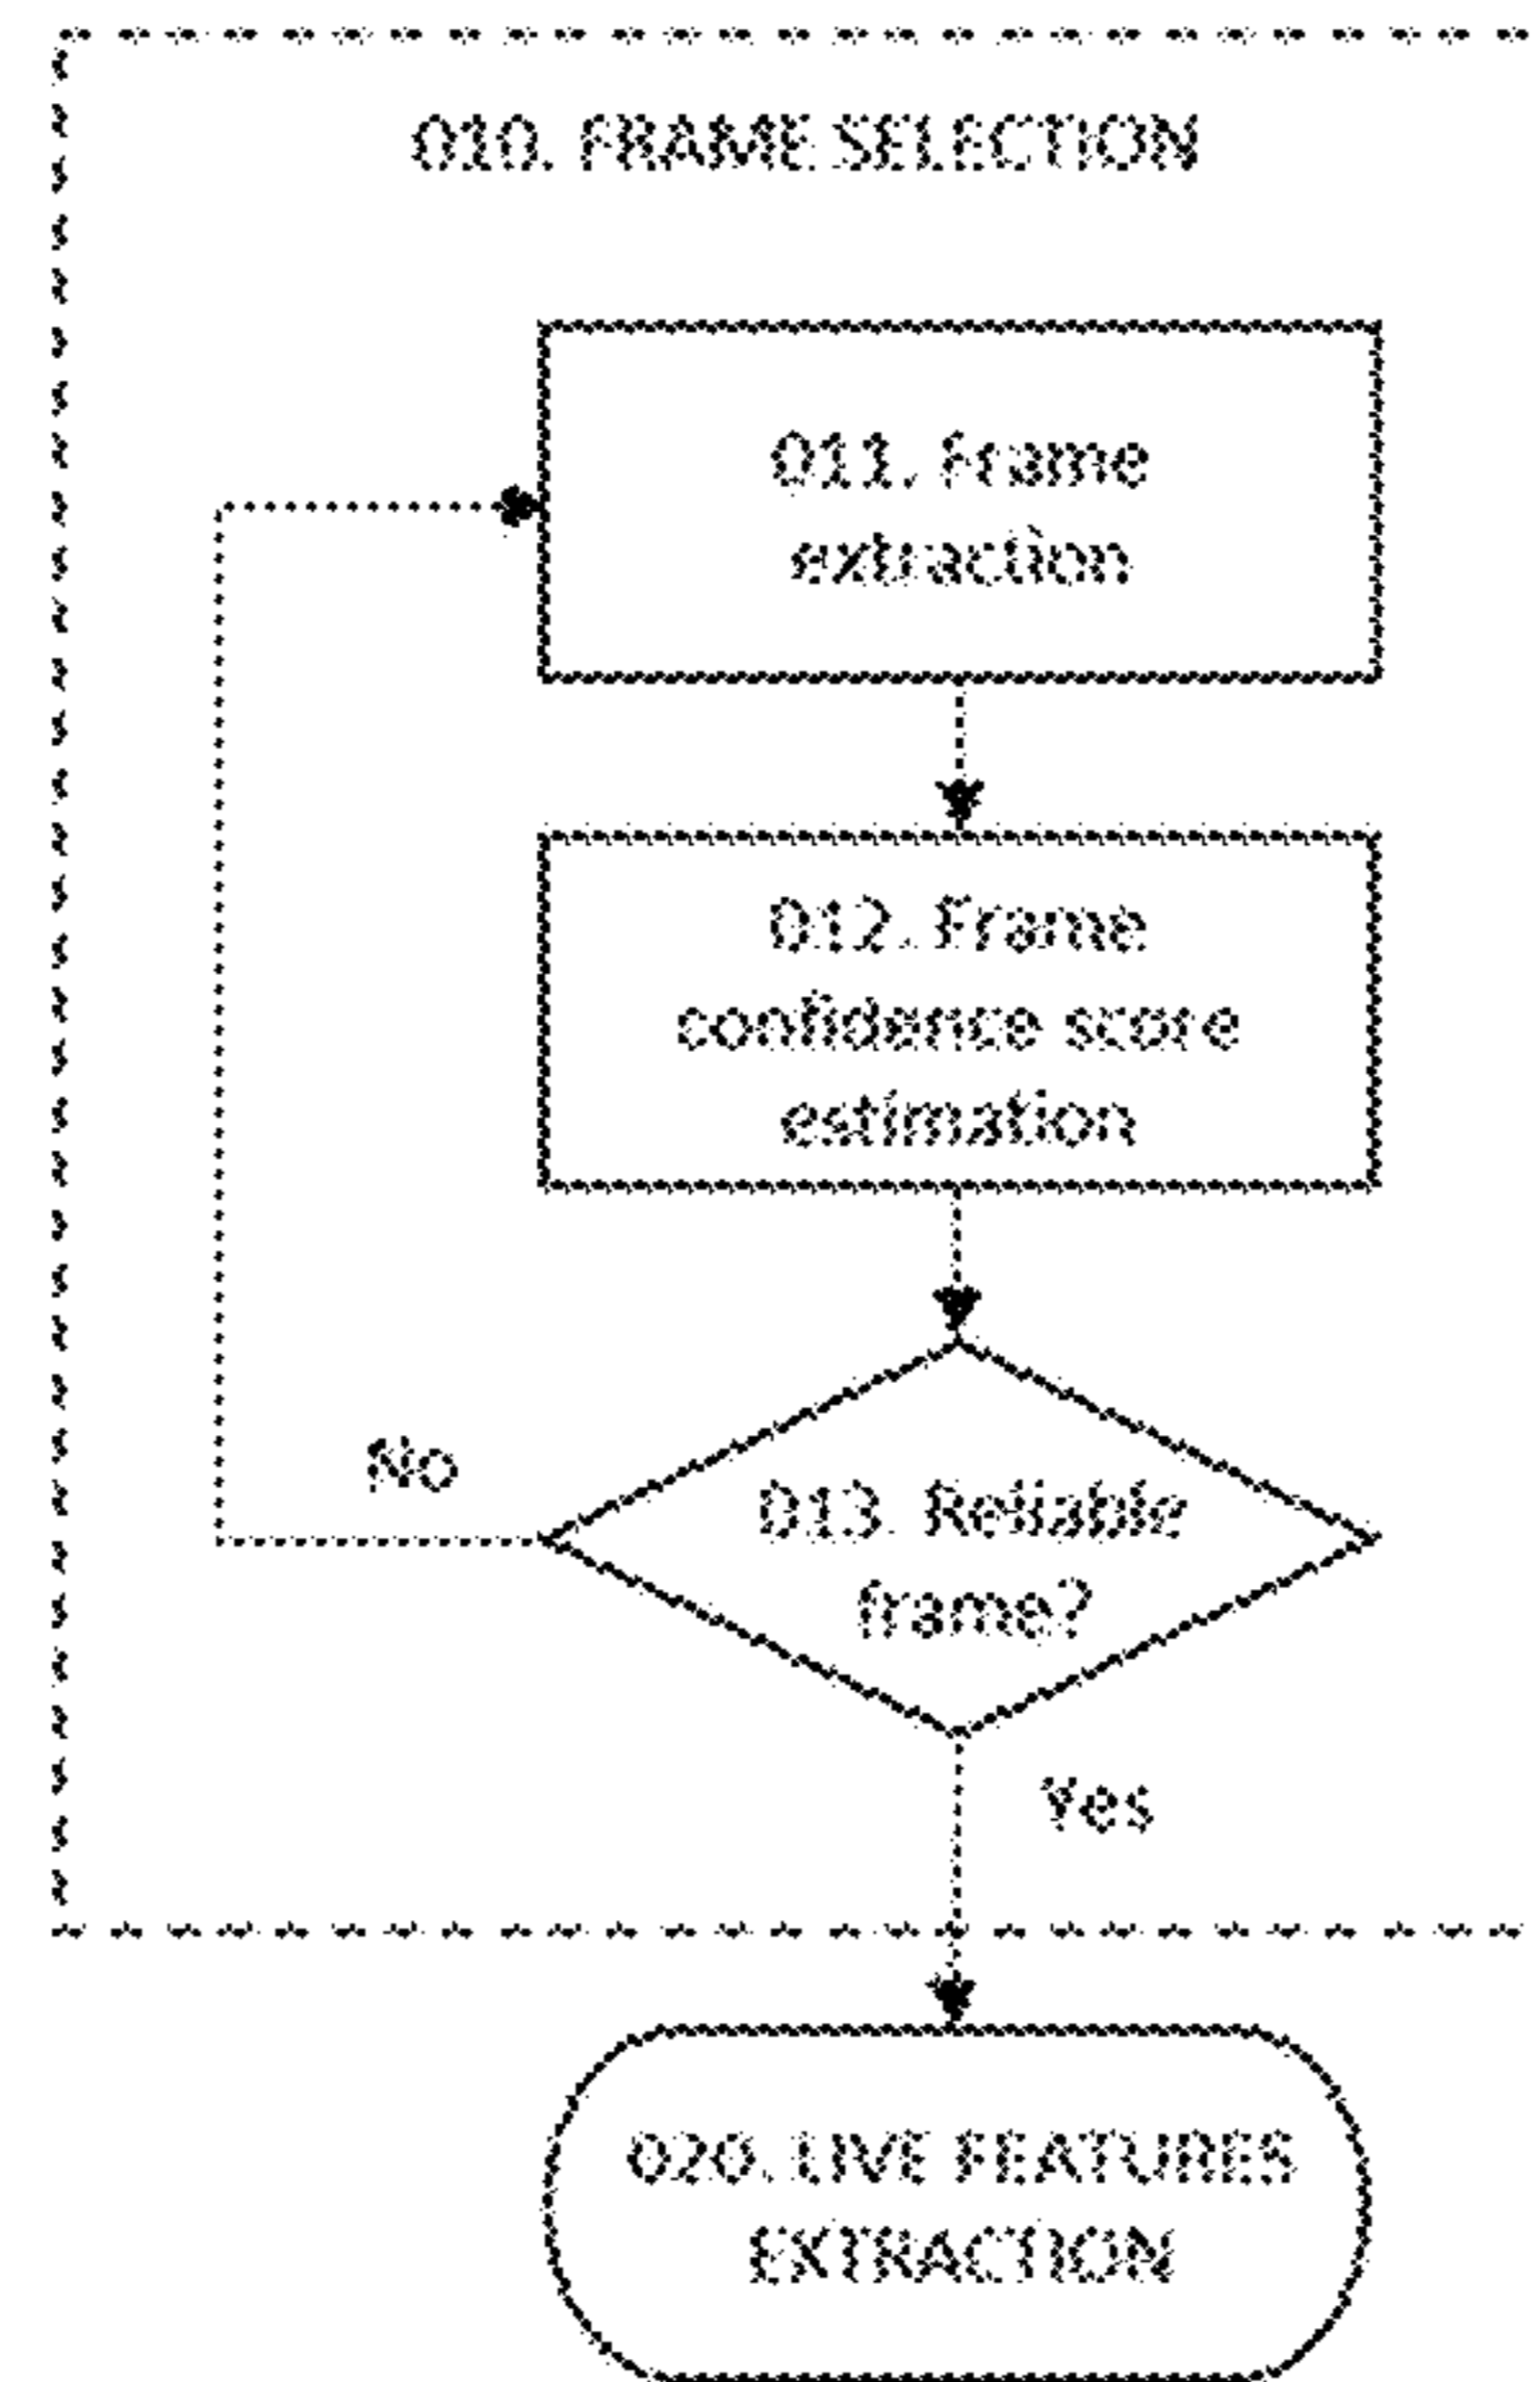 010. FRAME SELECTION
011. Frame
extraction
012. Frame
confidence score
estimation
No
013. Reliable
frame?
Yes
020. LIVE FEATURES
EXTRACTION